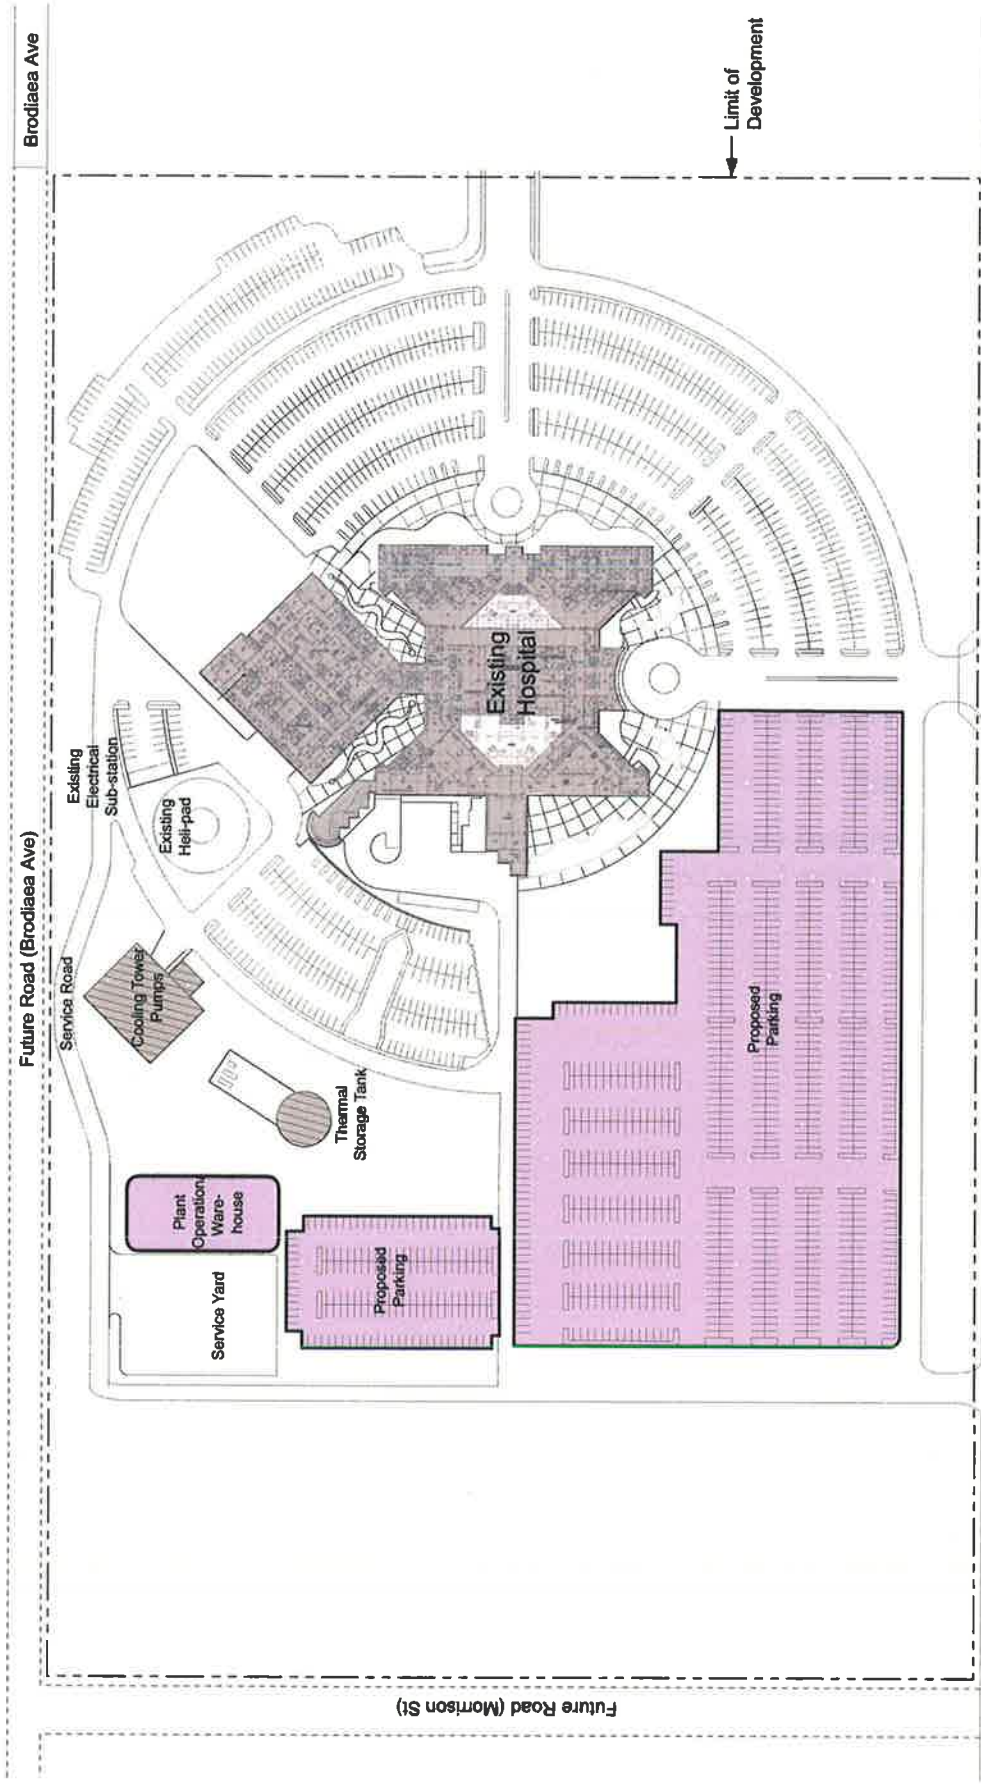 Brodiaea Ave
Future Road (Brodiaea Ave)
Limit of
Development
Existing
Electrical
Sub-station
Existing
Heli-pad
Service Road
Cooling Tower
Pumps
Existing
Hospital
Thermal
Storage Tank
Plant
Operation/
Ware-
house
Service Yard
Proposed
Parking
Proposed
Parking
Future Road (Morrison St)